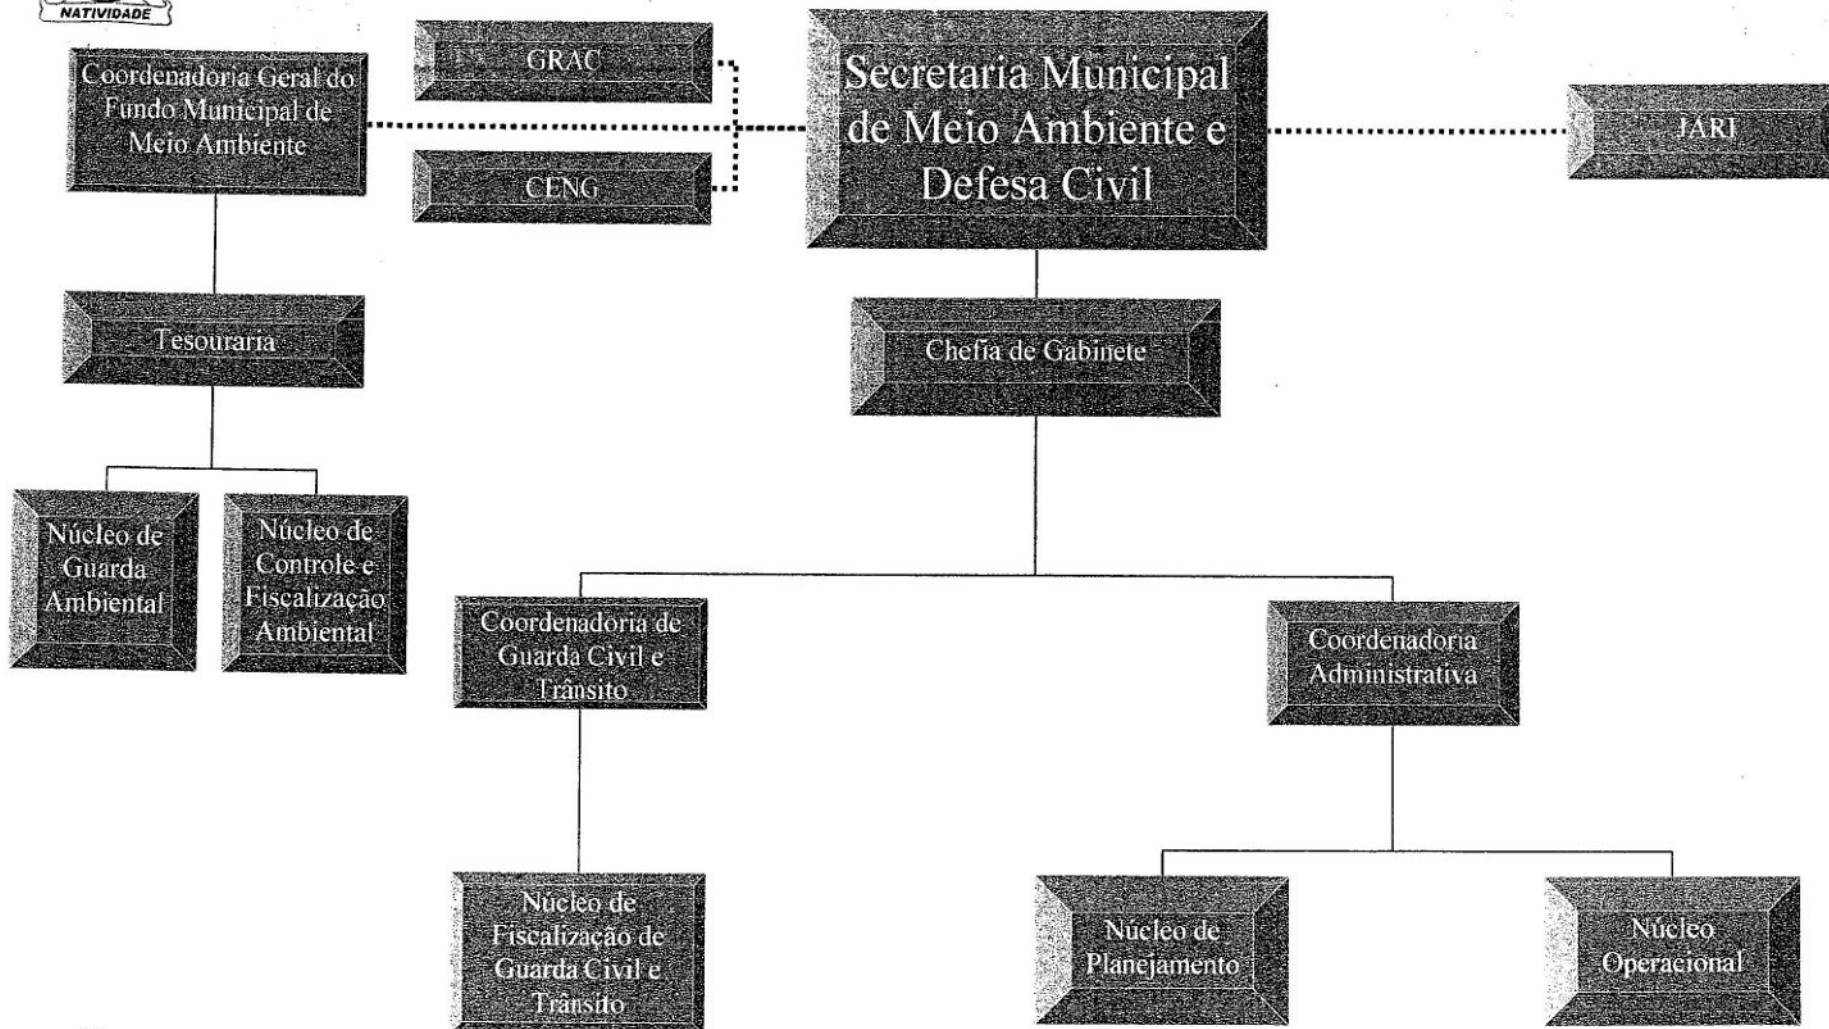 NATIVIDADE
Coordenadoria Geral do
Fundo Municipal de
Meio Ambiente
GRAC
CENG
Secretaria Municipal
de Meio Ambiente e
Defesa Civil
JARI
Tesouraria
Chefia de Gabinete
Núcleo de
Guarda
Ambiental
Núcleo de
Controle e
Fiscalização
Ambiental
Coordenadoria de
Guarda Civil e
Trânsito
Coordenadoria
Administrativa
Núcleo de
Fiscalização de
Guarda Civil e
Trânsito
Núcleo de
Planejamento
Núcleo
Operacional